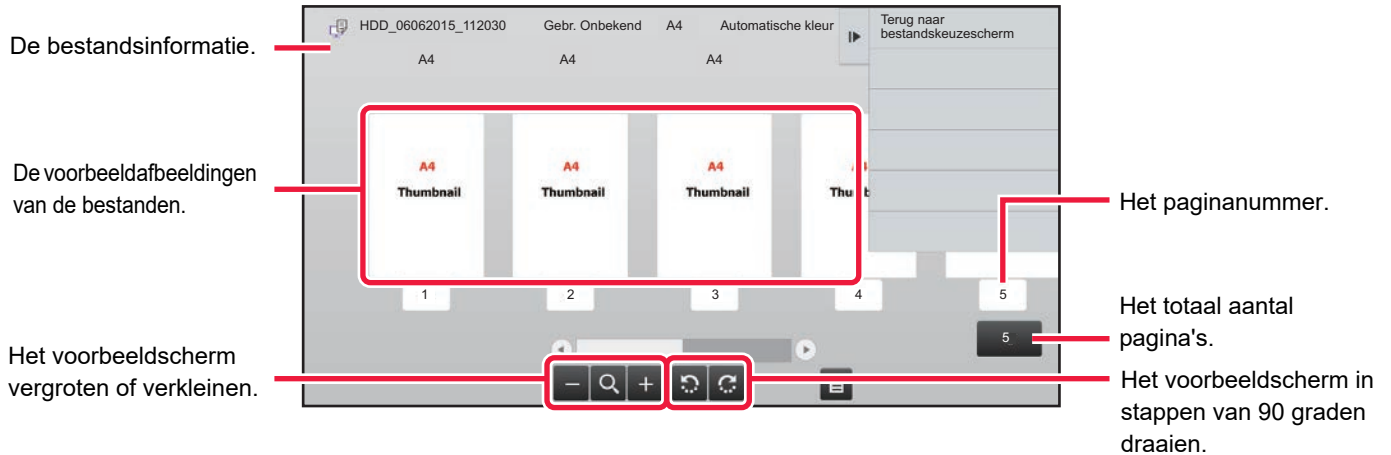 De bestandsinformatie.
HDD_06062015_112030 Gebr. Onbekend A4 Automatische kleur
Terug naar
bestandskeuzescherm
A4 A4 A4
De voorbeeldafbeeldingen
van de bestanden.
A4 A4 A4
Thumbnail Thumbnail Thumbnail
Het paginanummer.
1 2 3 4 5
Het totaal aantal
pagina's.
5
Het voorbeeldscherm
vergroten of verkleinen.
Het voorbeeldscherm in
stappen van 90 graden
draaien.